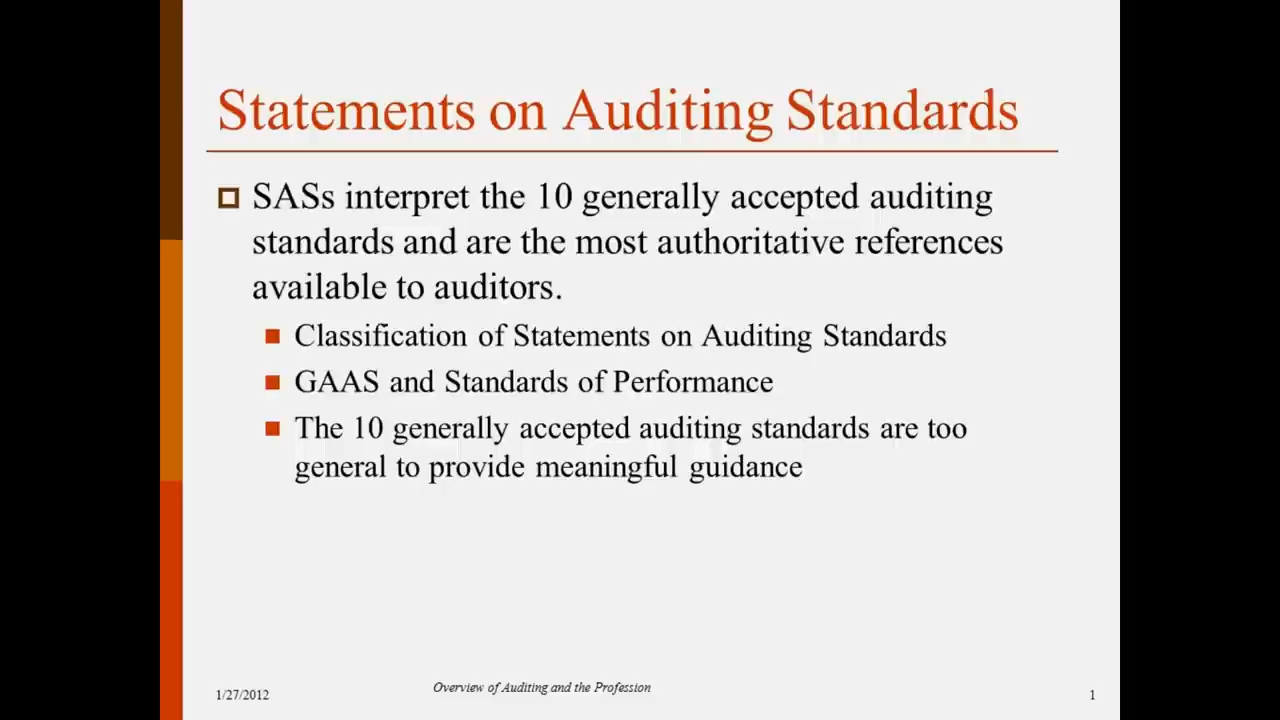 Statements on Auditing Standards
SASs interpret the 10 generally accepted auditing
standards and are the most authoritative references
available to auditors.
Classification of Statements on Auditing Standards
GAAS and Standards of Performance
The 10 generally accepted auditing standards are too
general to provide meaningful guidance
1/27/2012
Overview of Auditing and the Profession
1